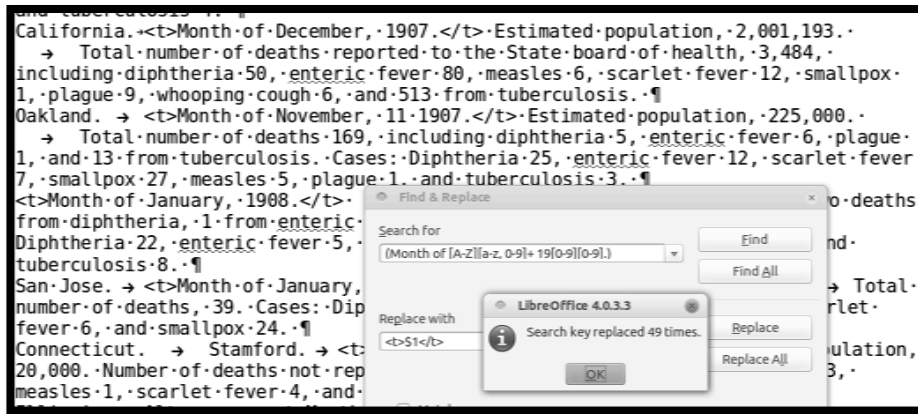 and tuberculosis 4. ¶
California.→<t>Month·of·December,·1907.</t>·Estimated·population,·2,001,193.·
→ Total·number·of·deaths·reported·to·the·State·board·of·health,·3,484,·
including·diphtheria·50,·enteric·fever·80,·measles·6,·scarlet·fever·12,·smallpox·
1,·plague·9,·whooping·cough·6,·and·513·from·tuberculosis.·¶
Oakland. → <t>Month·of·November,·11·1907.</t>·Estimated·population,·225,000.·
→ Total·number·of·deaths·169,·including·diphtheria·5,·enteric·fever·6,·plague·
1,·and·13·from·tuberculosis.·Cases:·Diphtheria·25,·enteric·fever·12,·scarlet·fever
7,·smallpox·27,·measles·5,·plague·1,·and·tuberculosis·3.·¶
<t>Month·of·January,·1908.</t>· deaths
from·diphtheria,·1·from·enteric·
Diphtheria·22,·enteric·fever·5,· nd·
tuberculosis·8.·¶
San·Jose. → <t>Month·of·January, → Total·
number·of·deaths,·39.·Cases:·Dip rlet·
fever·6,·and·smallpox·24.·¶
Connecticut. → Stamford. → <t> ulation,
20,000.·Number·of·deaths·not·rep 3,·
measles·1,·scarlet·fever·4,·and·
Find & Replace
Search for
(Month of [A-Z][a-z, 0-9]+ 19[0-9][0-9].)
Find
Find All
Replace with
<t>$1</t>
Replace
Replace All
LibreOffice 4.0.3.3
Search key replaced 49 times.
OK